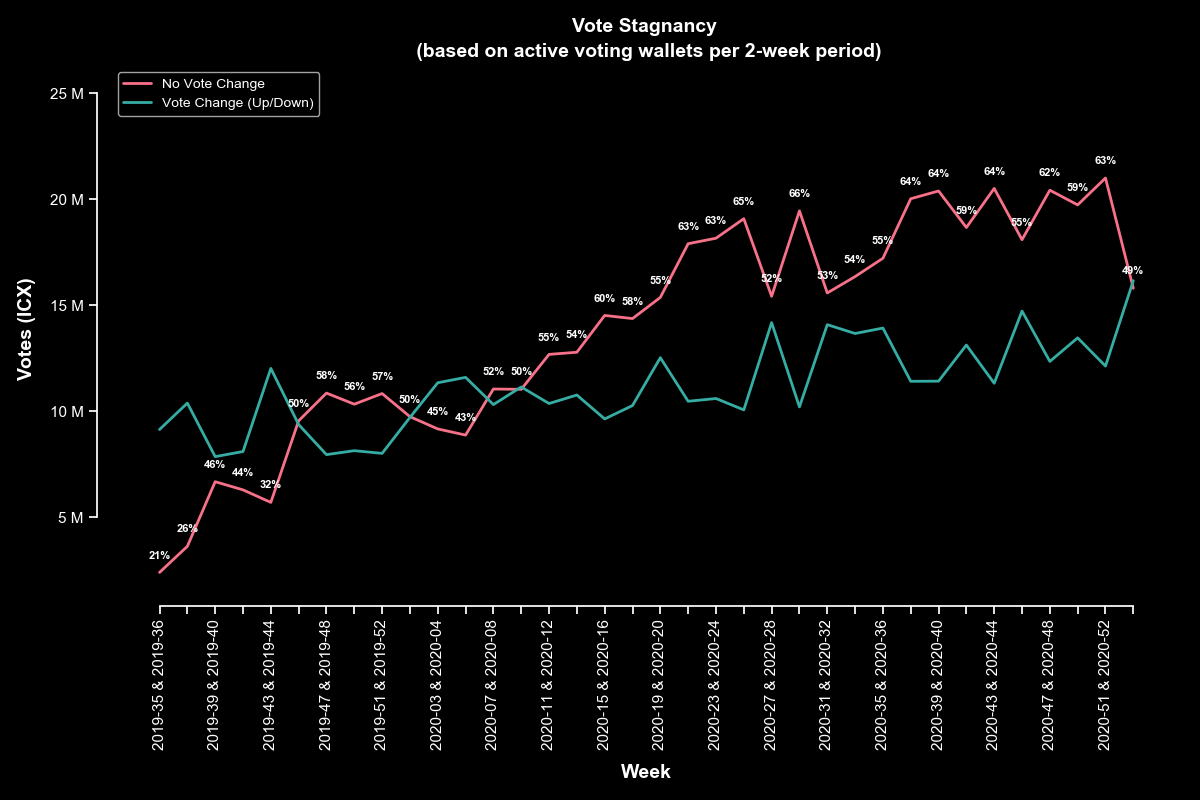 Vote Stagnancy
(based on active voting wallets per 2-week period)
No Vote Change
Vote Change (Up/Down)
Votes (ICX)
25 M
20 M
15 M
10 M
5 M
21%
26%
46%
44%
32%
50%
58%
56%
57%
50%
45%
43%
52%
50%
55%
54%
60%
58%
55%
63%
63%
65%
52%
66%
53%
54%
55%
64%
64%
59%
64%
55%
62%
59%
63%
49%
2019-35 & 2019-36
2019-39 & 2019-40
2019-43 & 2019-44
2019-47 & 2019-48
2019-51 & 2019-52
2020-03 & 2020-04
2020-07 & 2020-08
2020-11 & 2020-12
2020-15 & 2020-16
2020-19 & 2020-20
2020-23 & 2020-24
2020-27 & 2020-28
2020-31 & 2020-32
2020-35 & 2020-36
2020-39 & 2020-40
2020-43 & 2020-44
2020-47 & 2020-48
2020-51 & 2020-52
Week